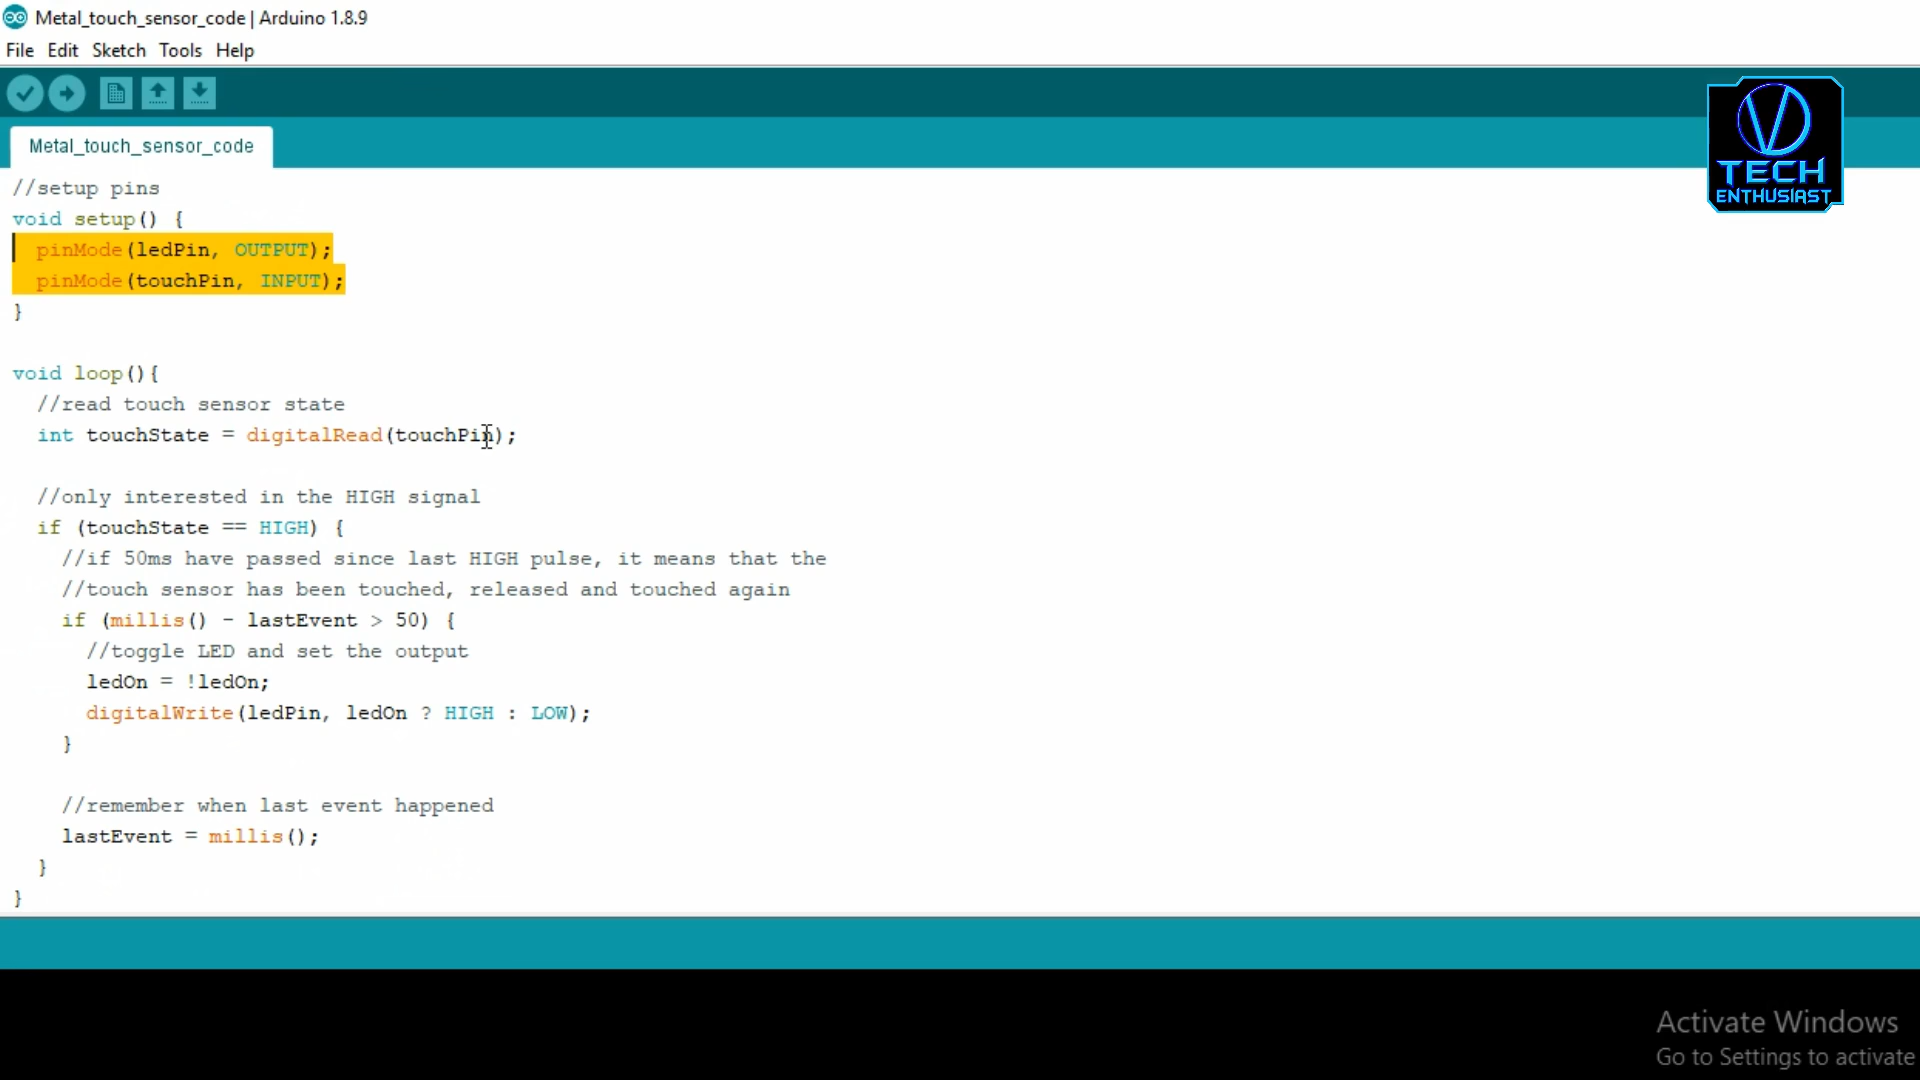 Metal_touch_sensor_code | Arduino 1.8.9
File Edit Sketch Tools Help
Metal_touch_sensor_code
V
TECH
ENTHUSIAST
//setup pins
void setup() {
  pinMode(ledPin, OUTPUT);
  pinMode(touchPin, INPUT);
}
void loop(){
  //read touch sensor state
  int touchState = digitalRead(touchPin);
  //only interested in the HIGH signal
  if (touchState == HIGH) {
    //if 50ms have passed since last HIGH pulse, it means that the
    //touch sensor has been touched, released and touched again
    if (millis() - lastEvent > 50) {
      //toggle LED and set the output
      ledOn = !ledOn;
      digitalWrite(ledPin, ledOn ? HIGH : LOW);
    }
    //remember when last event happened
    lastEvent = millis();
  }
}
Activate Windows
Go to Settings to activate